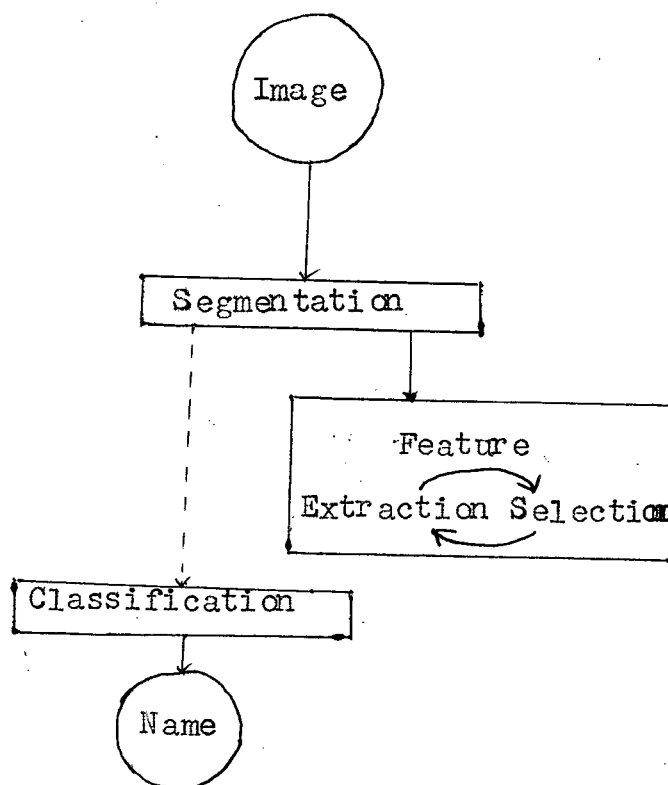 Image
Segmentation
Feature
Extraction Selection
Classification
Name